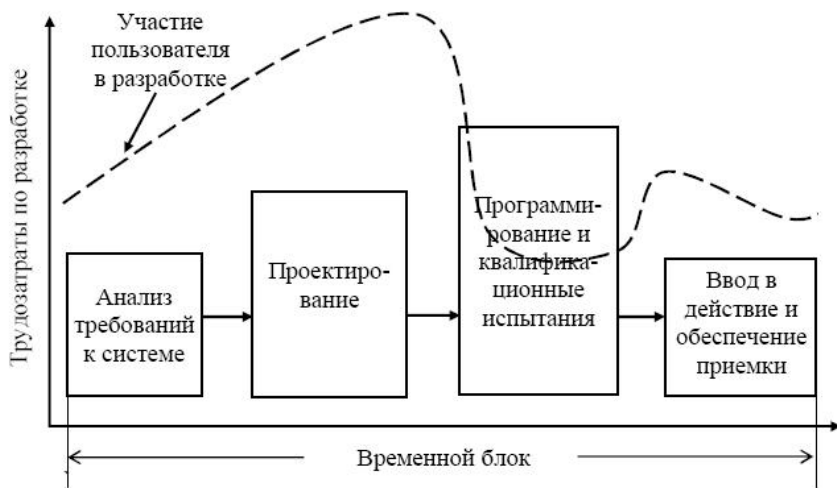 Участие
пользователя
в разработке
Трудозатраты по разработке
Анализ
требований
к системе
Проектиро-
вание
Программи-
рование и
квалифика-
ционные
испытания
Ввод в
действие и
обеспечение
приемки
Временной блок